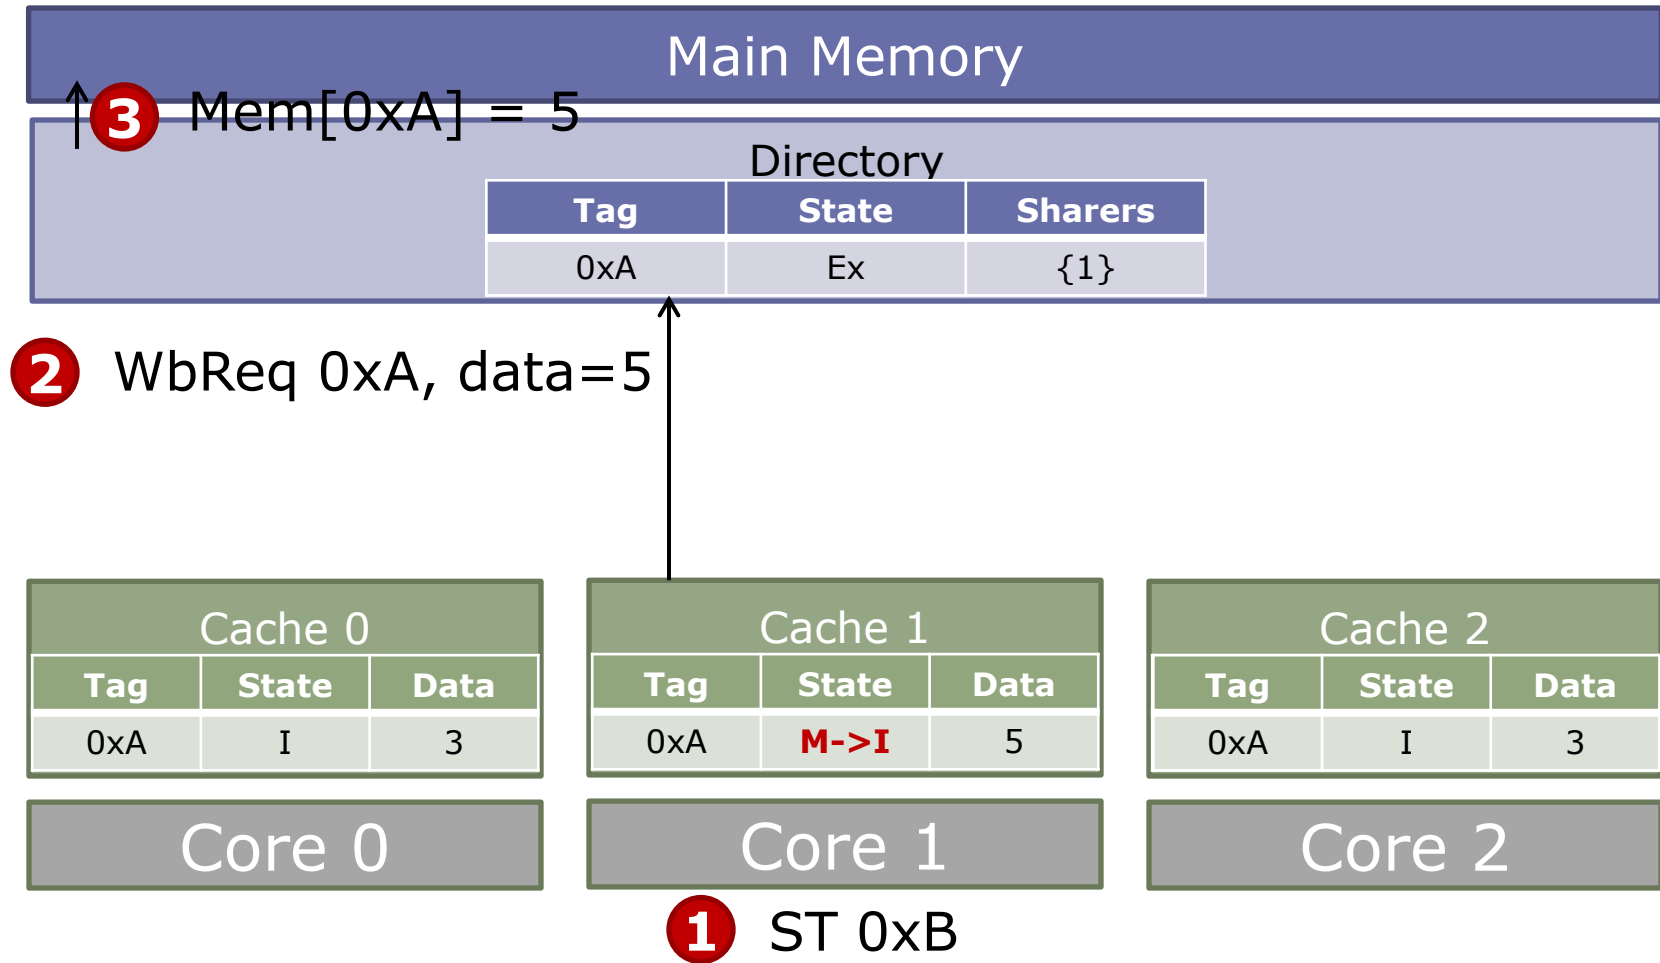 Main Memory
3 Mem[0xA] = 5
Directory
Tag State Sharers
0xA Ex {1}
2 WbReq 0xA, data=5
Cache 0 Cache 1 Cache 2
Tag State Data Tag State Data Tag State Data
0xA I 3 0xA M->I 5 0xA I 3
Core 0 Core 1 Core 2
1 ST 0xB